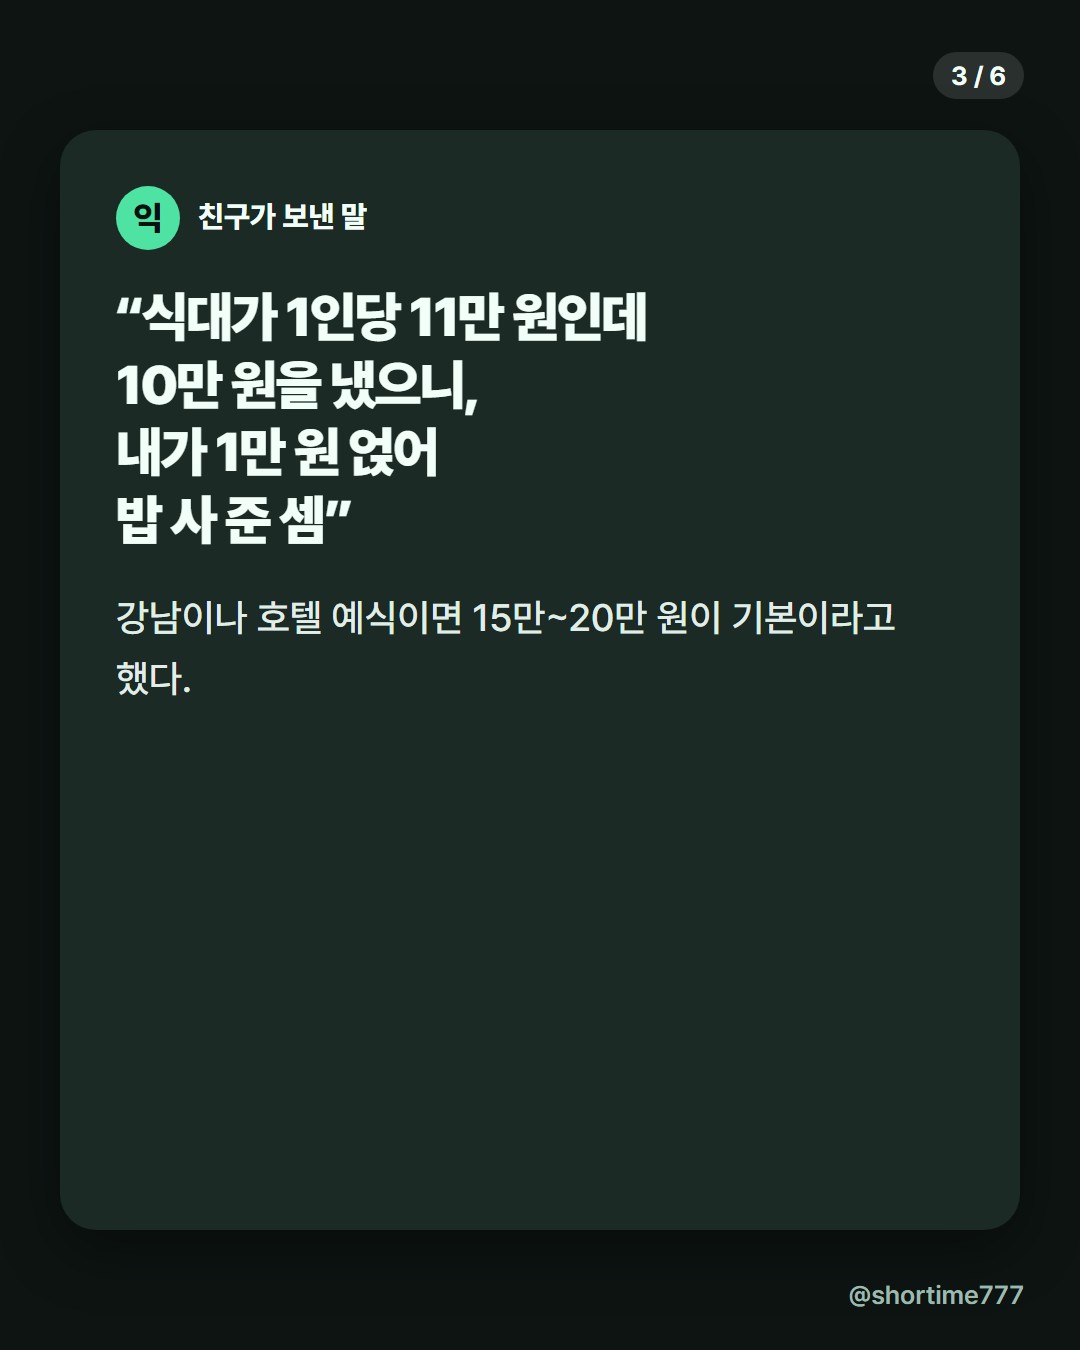 3 / 6
익
친구가 보낸 말
“식대가 1인당 11만 원인데
10만 원을 냈으니,
내가 1만 원 얹어
밥 사 준 셈”
강남이나 호텔 예식이면 15만~20만 원이 기본이라고
했다.
@shortime777